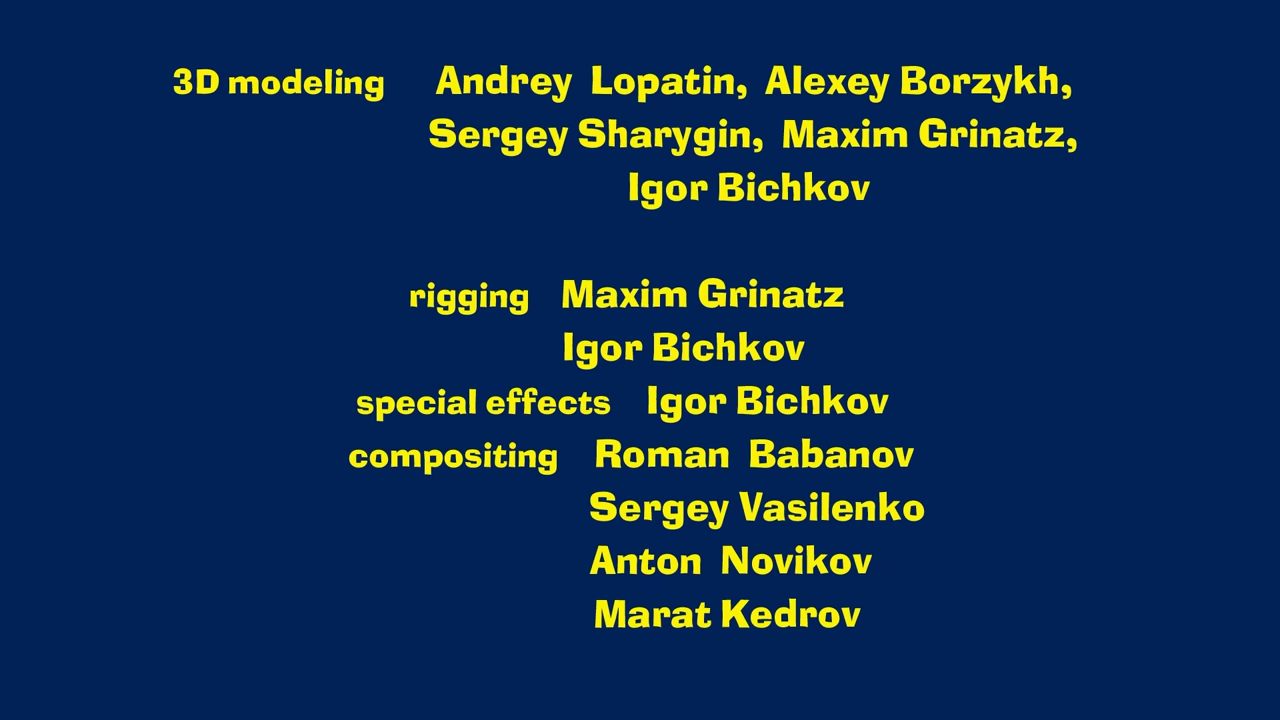 3D modeling Andrey Lopatin, Alexey Borzykh,
Sergey Sharygin, Maxim Grinatz,
Igor Bichkov
rigging Maxim Grinatz
Igor Bichkov
special effects Igor Bichkov
compositing Roman Babanov
Sergey Vasilenko
Anton Novikov
Marat Kedrov